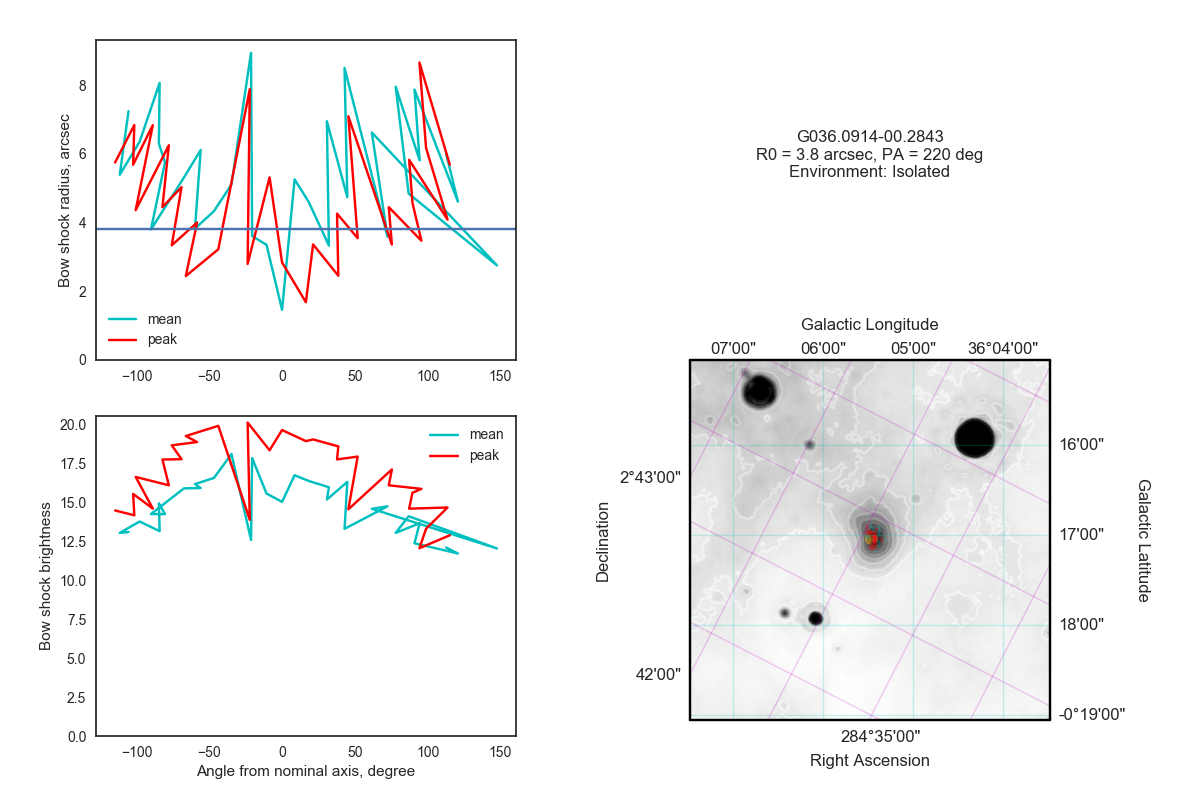 8
6
4
2
0
Bow shock radius, arcsec
mean
peak
−100
−50
0
50
100
150
20.0
17.5
15.0
12.5
10.0
7.5
5.0
2.5
0.0
Bow shock brightness
mean
peak
−100
−50
0
50
100
150
Angle from nominal axis, degree
G036.0914-00.2843
R0 = 3.8 arcsec, PA = 220 deg
Environment: Isolated
Galactic Longitude
07'00" 06'00" 05'00" 36°04'00"
16'00"
17'00"
18'00"
-0°19'00"
Galactic Latitude
2°43'00"
42'00"
Declination
284°35'00"
Right Ascension